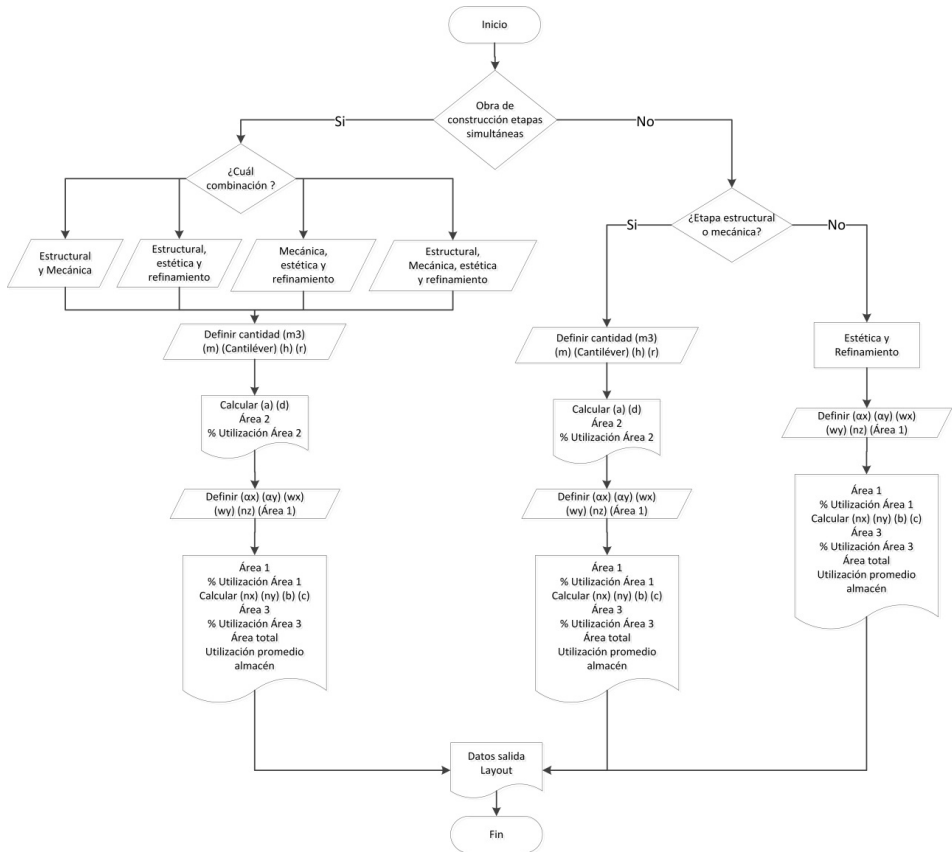 Inicio
Obra de
construcción etapas
simultáneas
Si
No
¿Cuál
combinación ?
¿Etapa estructural
o mecánica?
Si
No
Estructural
y Mecánica
Estructural,
estética y
refinamiento
Mecánica,
estética y
refinamiento
Estructural,
Mecánica, estética
y refinamiento
Definir cantidad (m3)
(m) (Cantiléver) (h) (r)
Definir cantidad (m3)
(m) (Cantiléver) (h) (r)
Estética y
Refinamiento
Calcular (a) (d)
Área 2
% Utilización Área 2
Calcular (a) (d)
Área 2
% Utilización Área 2
Definir (αx) (αy) (wx)
(wy) (nz) (Área 1)
Definir (αx) (αy) (wx)
(wy) (nz) (Área 1)
Definir (αx) (αy) (wx)
(wy) (nz) (Área 1)
Área 1
% Utilización Área 1
Calcular (nx) (ny) (b) (c)
Área 3
% Utilización Área 3
Área total
Utilización promedio
almacén
Área 1
% Utilización Área 1
Calcular (nx) (ny) (b) (c)
Área 3
% Utilización Área 3
Área total
Utilización promedio
almacén
Área 1
% Utilización Área 1
Calcular (nx) (ny) (b) (c)
Área 3
% Utilización Área 3
Área total
Utilización promedio
almacén
Datos salida
Layout
Fin